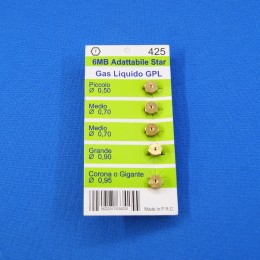 425
6MB Adattabile Star
Gas Liquido GPL
Piccolo
Ø 0,50
Medio
Ø 0,70
Medio
Ø 0,70
Grande
Ø 0,90
Corona o Gigante
Ø 0,95
Made in P.R.C.